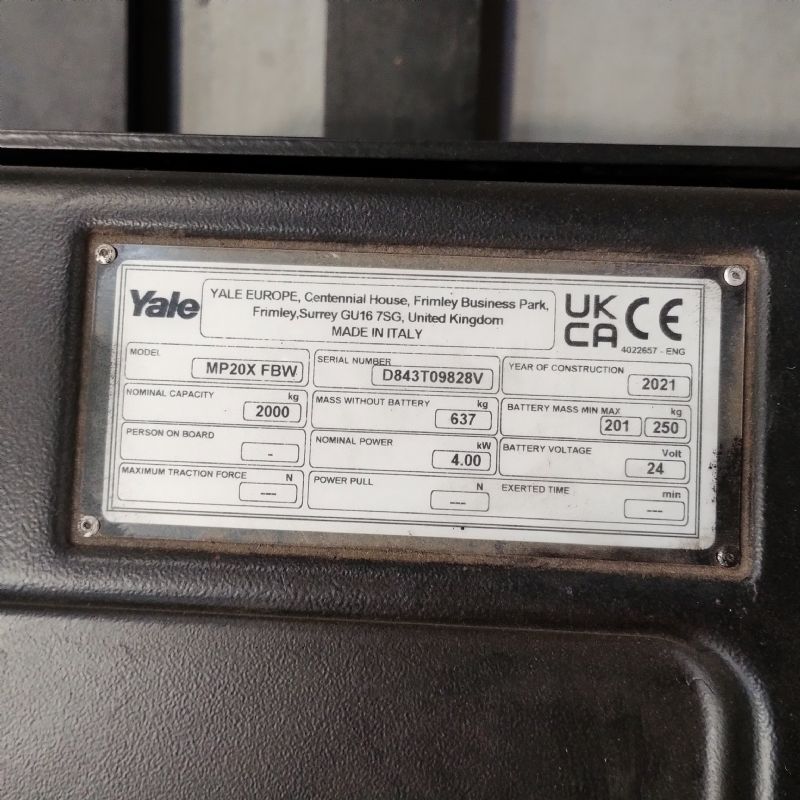 Yale
YALE EUROPE, Centennial House, Frimley Business Park,
Frimley,Surrey GU16 7SG, United Kingdom
MADE IN ITALY
UK
CA CE
4022657 - ENG
MODEL MP20X FBW
SERIAL NUMBER D843T09828V
YEAR OF CONSTRUCTION 2021
NOMINAL CAPACITY kg 2000
MASS WITHOUT BATTERY kg 637
BATTERY MASS MIN MAX kg 201 250
PERSON ON BOARD -
NOMINAL POWER kW 4.00
BATTERY VOLTAGE Volt 24
MAXIMUM TRACTION FORCE N ---
POWER PULL N ---
EXERTED TIME min ---